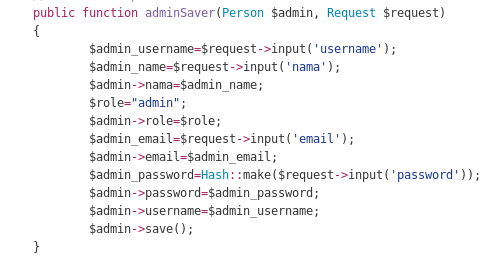 public function adminSaver(Person $admin, Request $request)
{
$admin_username=$request->input('username');
$admin_name=$request->input('nama');
$admin->nama=$admin_name;
$role="admin";
$admin->role=$role;
$admin_email=$request->input('email');
$admin->email=$admin_email;
$admin_password=Hash::make($request->input('password'));
$admin->password=$admin_password;
$admin->username=$admin_username;
$admin->save();
}